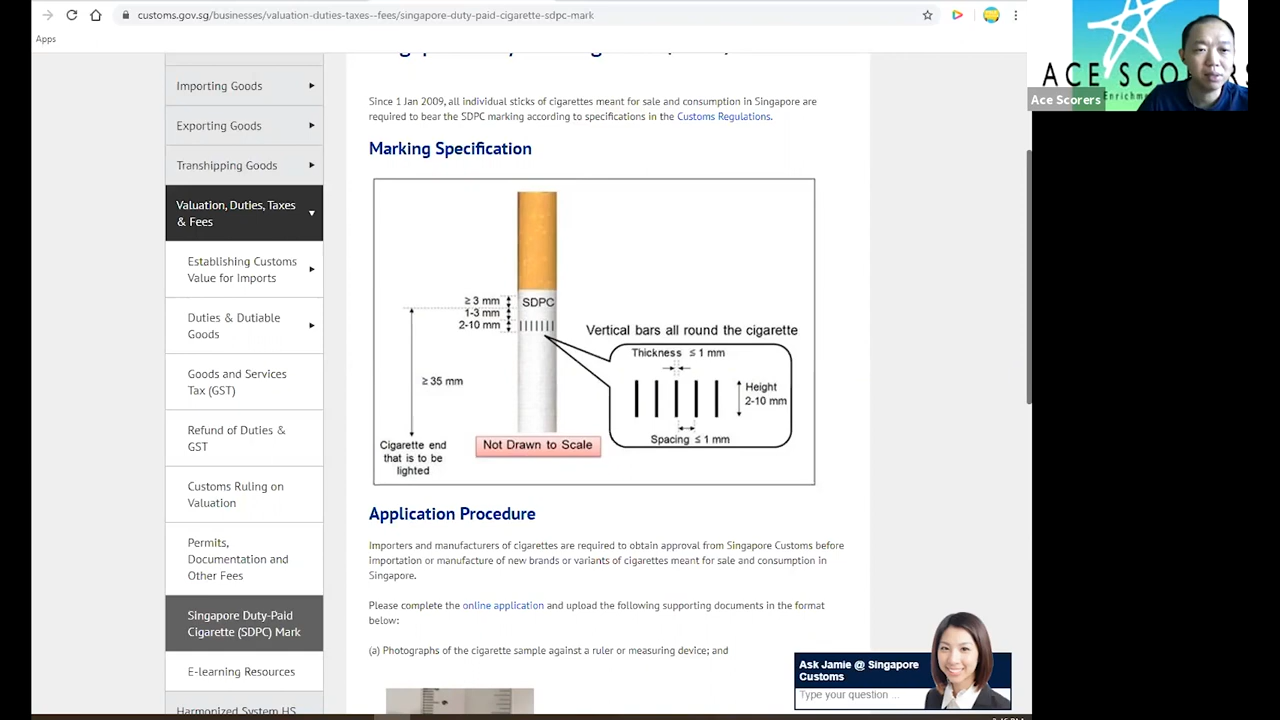 customs.gov.sg/businesses/valuation-duties-taxes--fees/singapore-duty-paid-cigarette-sdpc-mark
Apps
Importing Goods
Exporting Goods
Transhipping Goods
Valuation, Duties, Taxes
& Fees
Establishing Customs
Value for Imports
Duties & Dutiable
Goods
Goods and Services
Tax (GST)
Refund of Duties &
GST
Customs Ruling on
Valuation
Permits,
Documentation and
Other Fees
Singapore Duty-Paid
Cigarette (SDPC) Mark
E-learning Resources
Harmonized System HS
Since 1 Jan 2009, all individual sticks of cigarettes meant for sale and consumption in Singapore are
required to bear the SDPC marking according to specifications in the Customs Regulations.
Marking Specification
≥ 3 mm
1-3 mm
2-10 mm
SDPC
≥ 35 mm
Cigarette end
that is to be
lighted
Not Drawn to Scale
Vertical bars all round the cigarette
Thickness ≤ 1 mm
Height
2-10 mm
Spacing ≤ 1 mm
Application Procedure
Importers and manufacturers of cigarettes are required to obtain approval from Singapore Customs before
importation or manufacture of new brands or variants of cigarettes meant for sale and consumption in
Singapore.
Please complete the online application and upload the following supporting documents in the format
below:
(a) Photographs of the cigarette sample against a ruler or measuring device; and
Ask Jamie @ Singapore
Customs
Type your question ...
ACE SCORERS
Ace Scorers